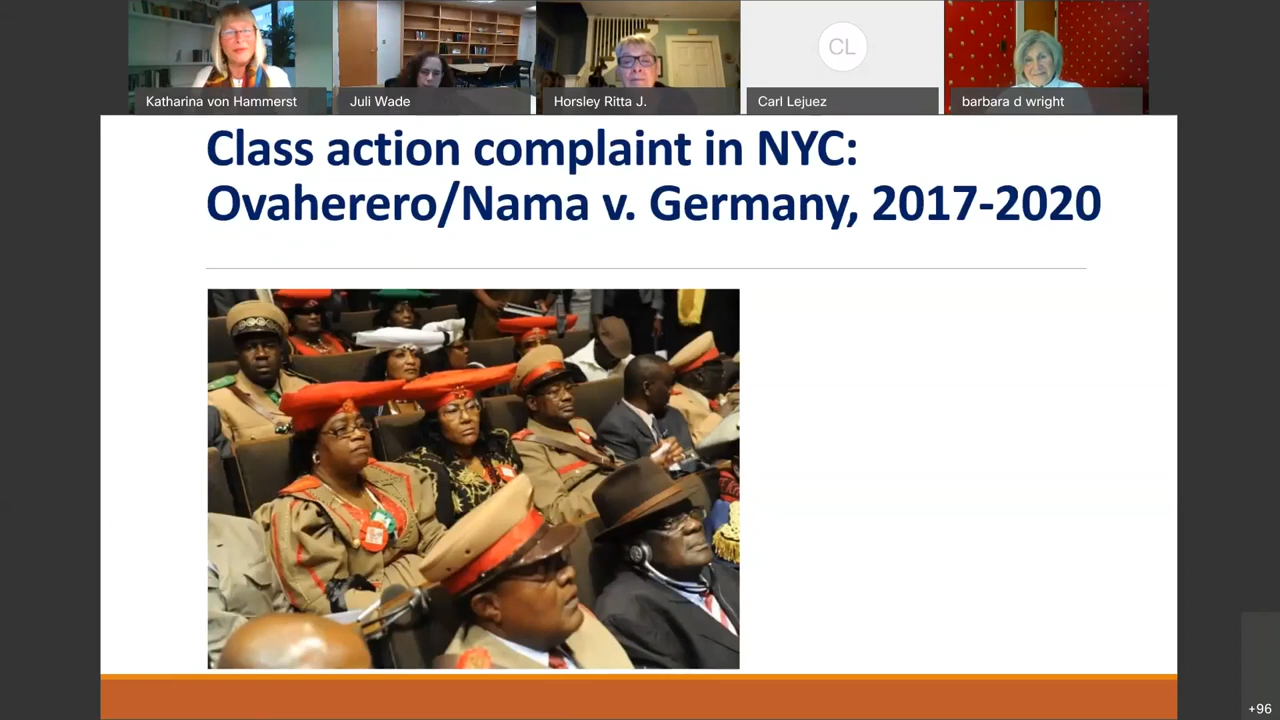 Katharina von Hammerst
Juli Wade
Horsley Ritta J.
CL
Carl Lejuez
barbara d wright
Class action complaint in NYC:
Ovaherero/Nama v. Germany, 2017-2020
+96